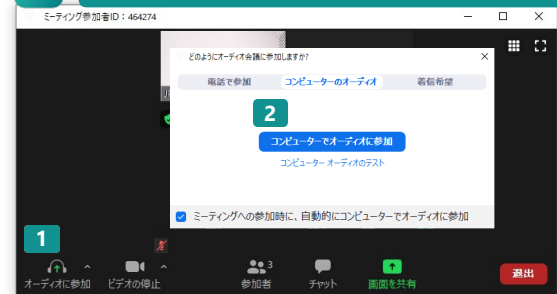 ミーティング参加者ID：464274
どのようにオーディオ会議に参加しますか?
電話で参加
コンピューターのオーディオ
着信希望
2
コンピューターでオーディオに参加
コンピューター オーディオのテスト
ミーティングへの参加時に、自動的にコンピューターでオーディオに参加
1
3
オーディオに参加
ビデオの停止
参加者
チャット
画面を共有
退出